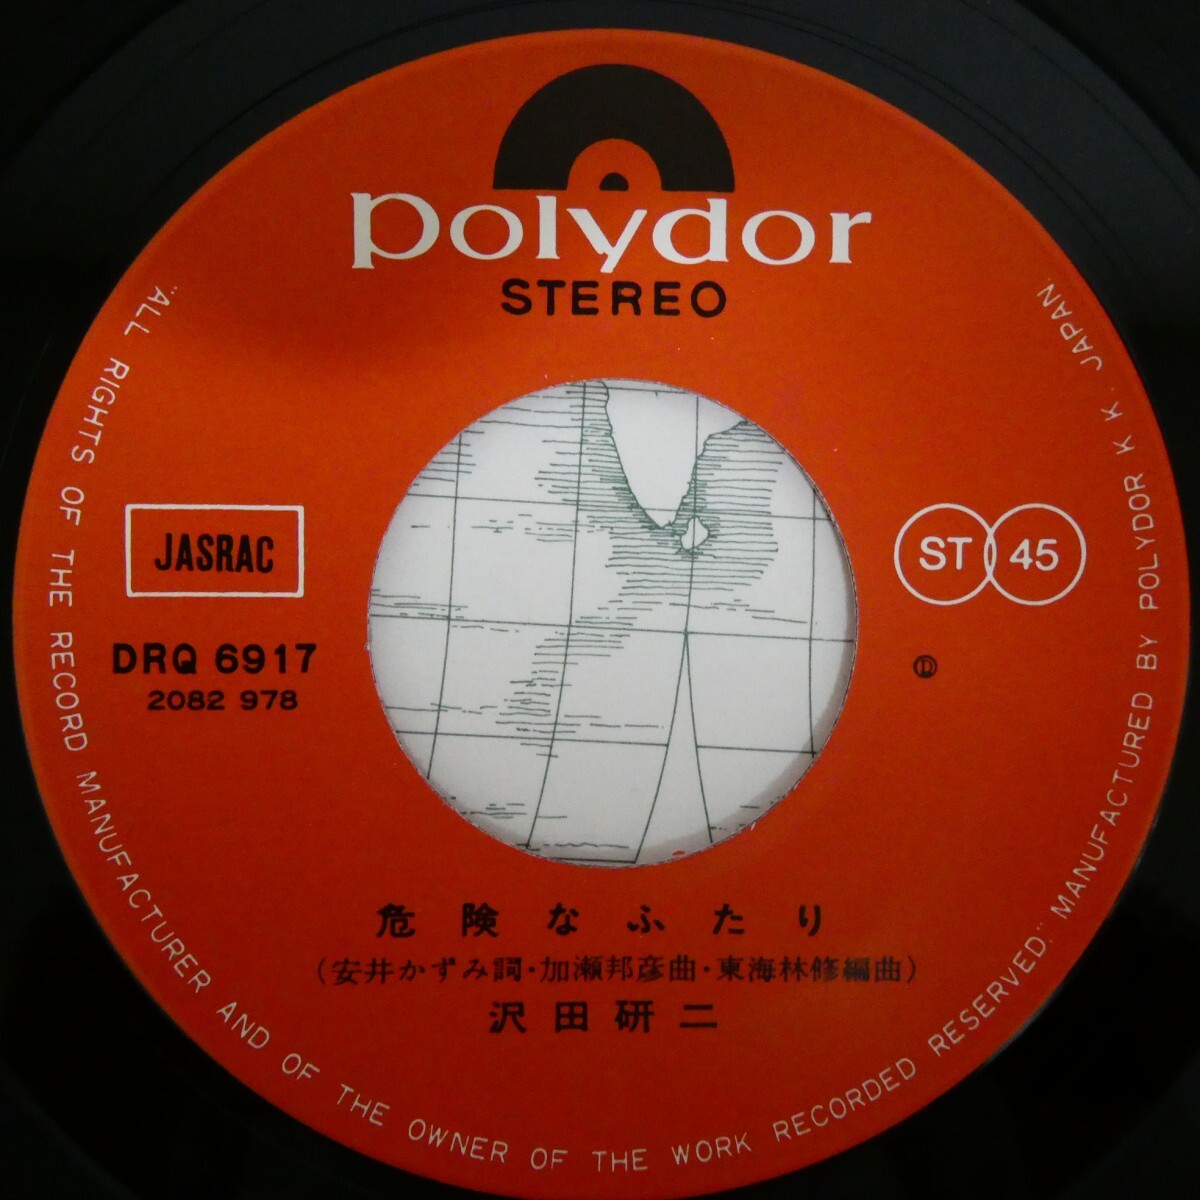 polydor
STEREO
JASRAC
ST 45
DRQ 6917
2082 978
危険なふたり
(安井かずみ詞・加瀬邦彦曲・東海林修編曲)
沢田研二
"ALL RIGHTS OF THE RECORD MANUFACTURER AND OF THE OWNER OF THE WORK RECORDED RESERVED." MANUFACTURED BY POLYDOR K. K. JAPAN